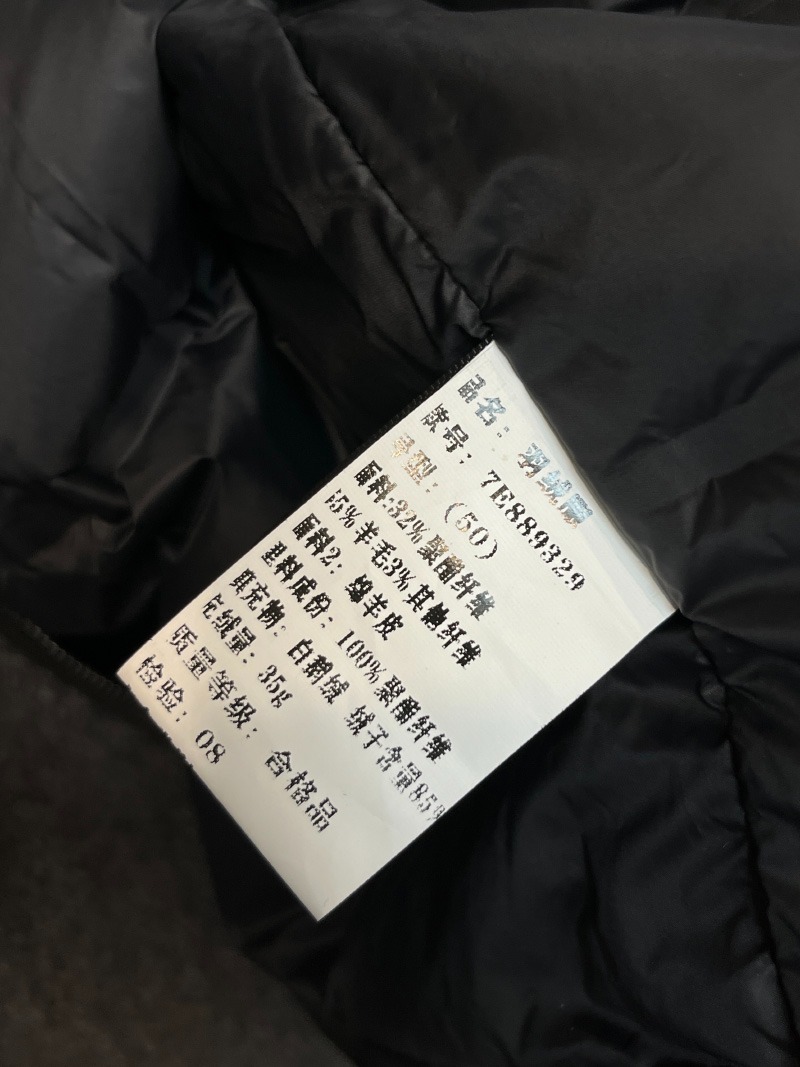 品名：羽绒服
款号：7E889329
号型：(50)
面料:32%聚酯纤维
65%羊毛3%其他纤维
面料2：绵羊皮
里料成份：100%聚酯纤维
填充物：白鹅绒 绒子含量85%
充绒量：35g
质量等级：合格品
检验：08